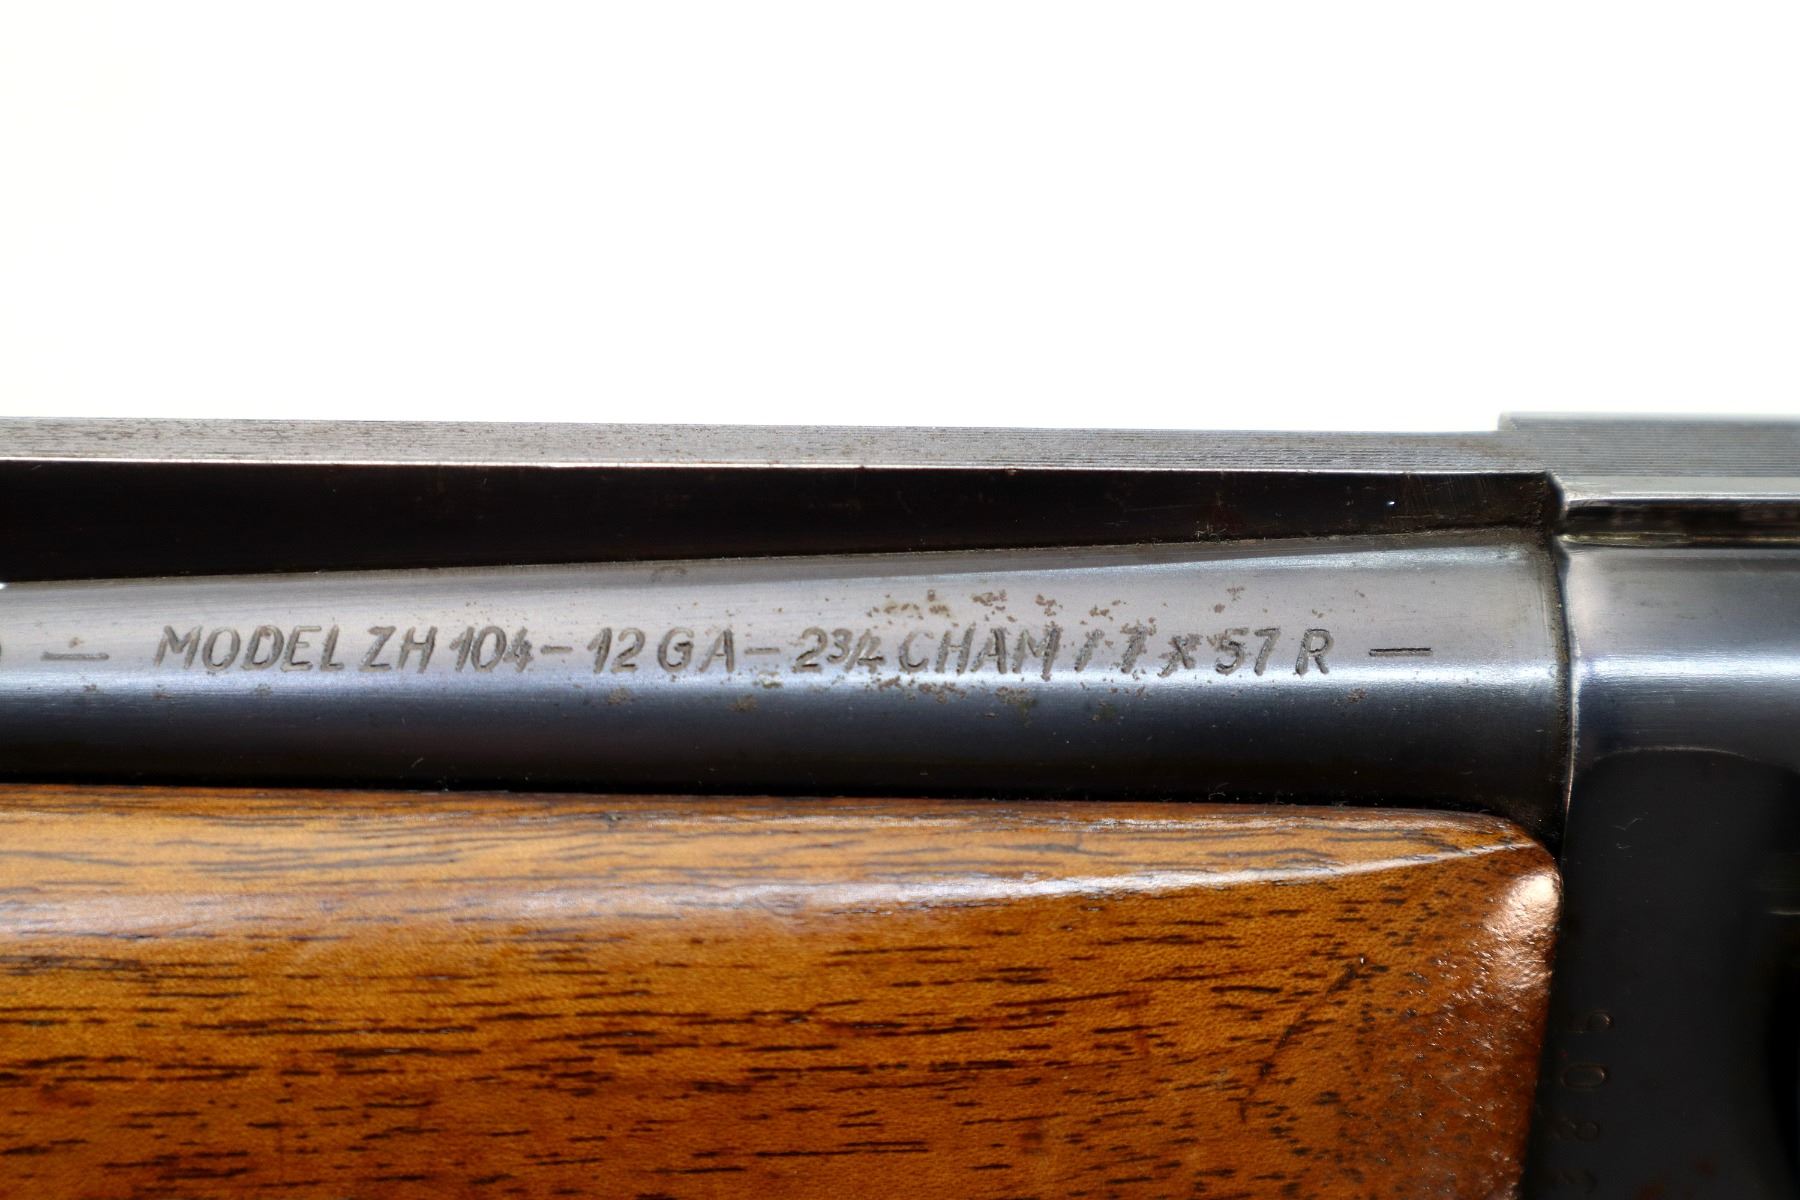 — MODEL ZH 104 – 12 GA – 2¾ CHAM / 7 x 57 R —